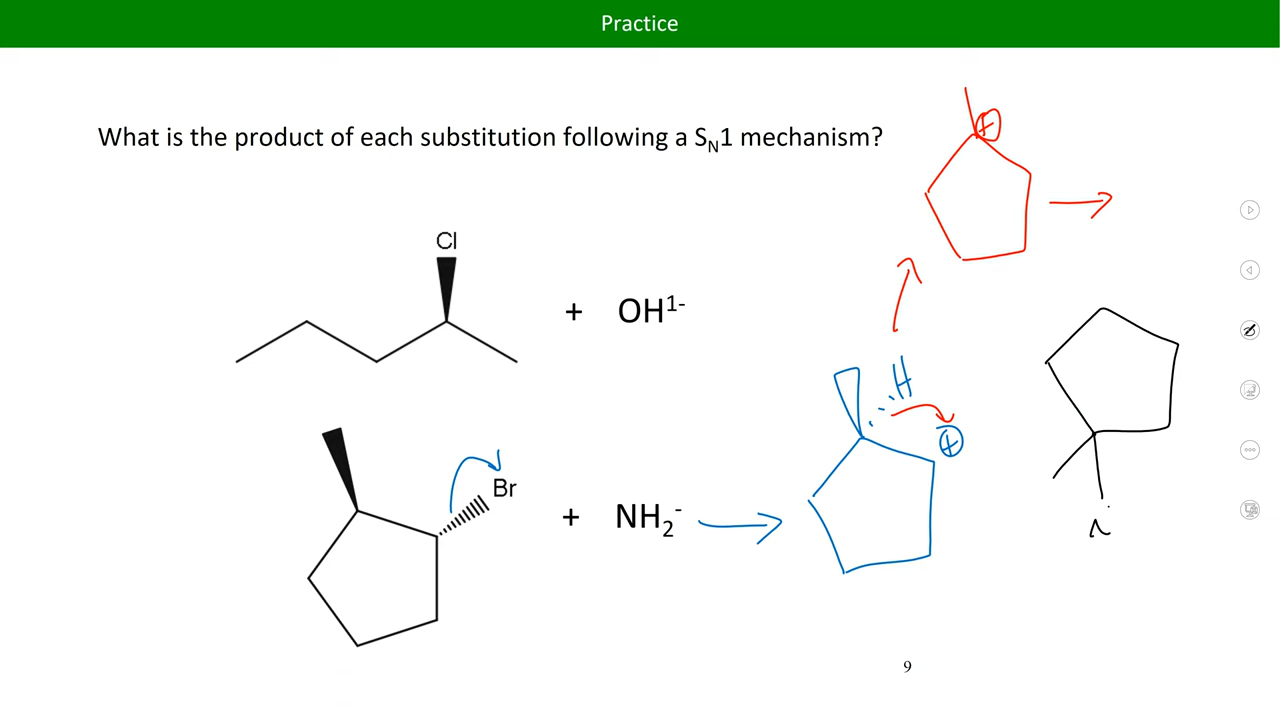 Practice
What is the product of each substitution following a SN1 mechanism?
+
Cl
+ OH1-
H
+
Br
+ NH2-
9